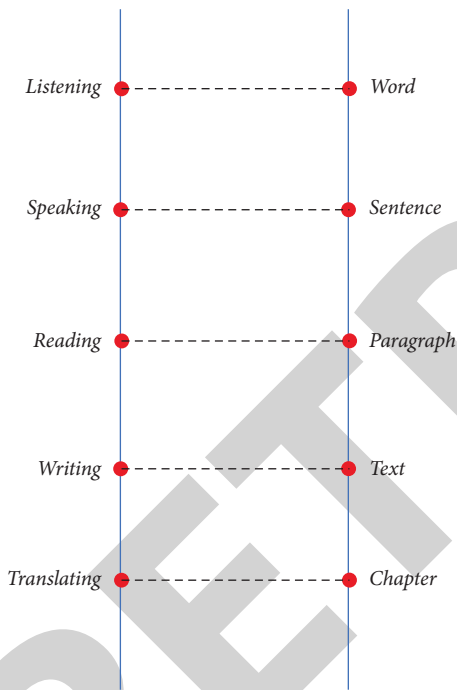 Listening Word
Speaking Sentence
Reading Paragraph
Writing Text
Translating Chapter